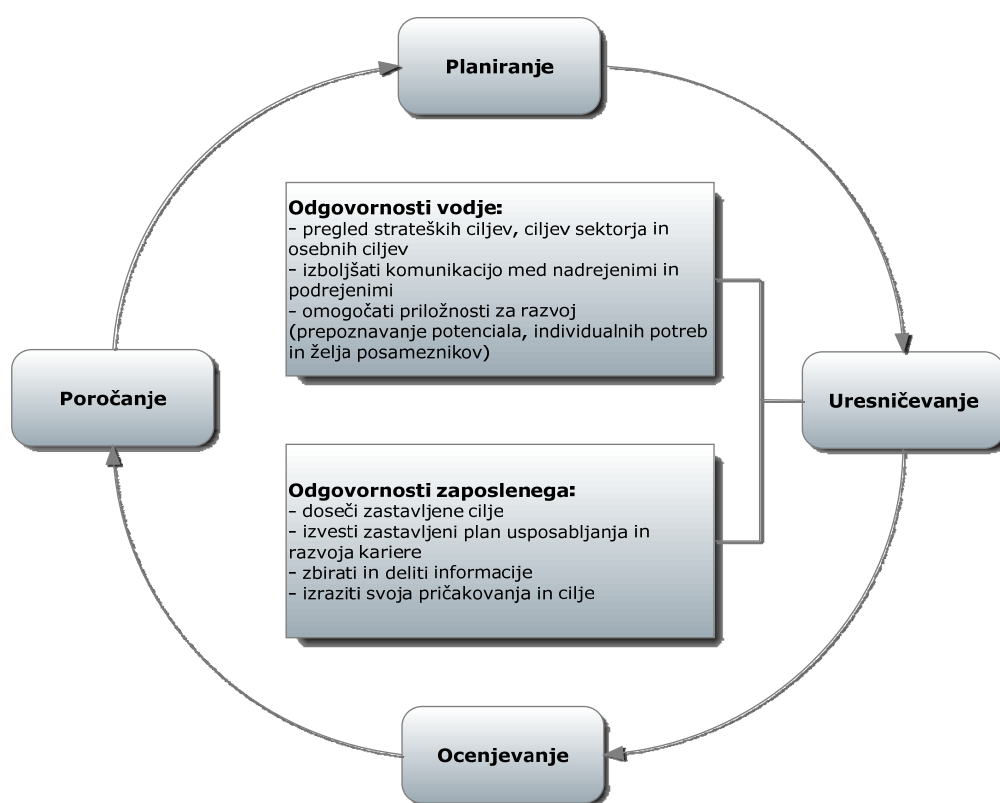 Planiranje
Odgovornosti vodje:
- pregled strateških ciljev, ciljev sektorja in
osebnih ciljev
- izboljšati komunikacijo med nadrejenimi in
podrejenimi
- omogočati priložnosti za razvoj
(prepoznavanje potenciala, individualnih potreb
in želja posameznikov)
Poročanje
Uresničevanje
Odgovornosti zaposlenega:
- doseči zastavljene cilje
- izvesti zastavljeni plan usposabljanja in
razvoja kariere
- zbirati in deliti informacije
- izraziti svoja pričakovanja in cilje
Ocenjevanje